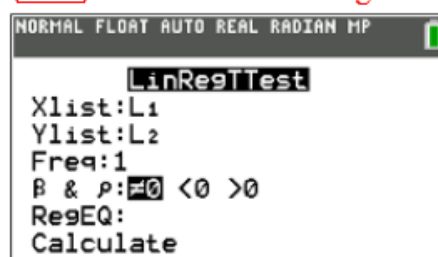 NORMAL FLOAT AUTO REAL RADIAN MP
LinRegTTest
Xlist:L₁
Ylist:L₂
Freq:1
β & ρ:≠0 <0 >0
RegEQ:
Calculate